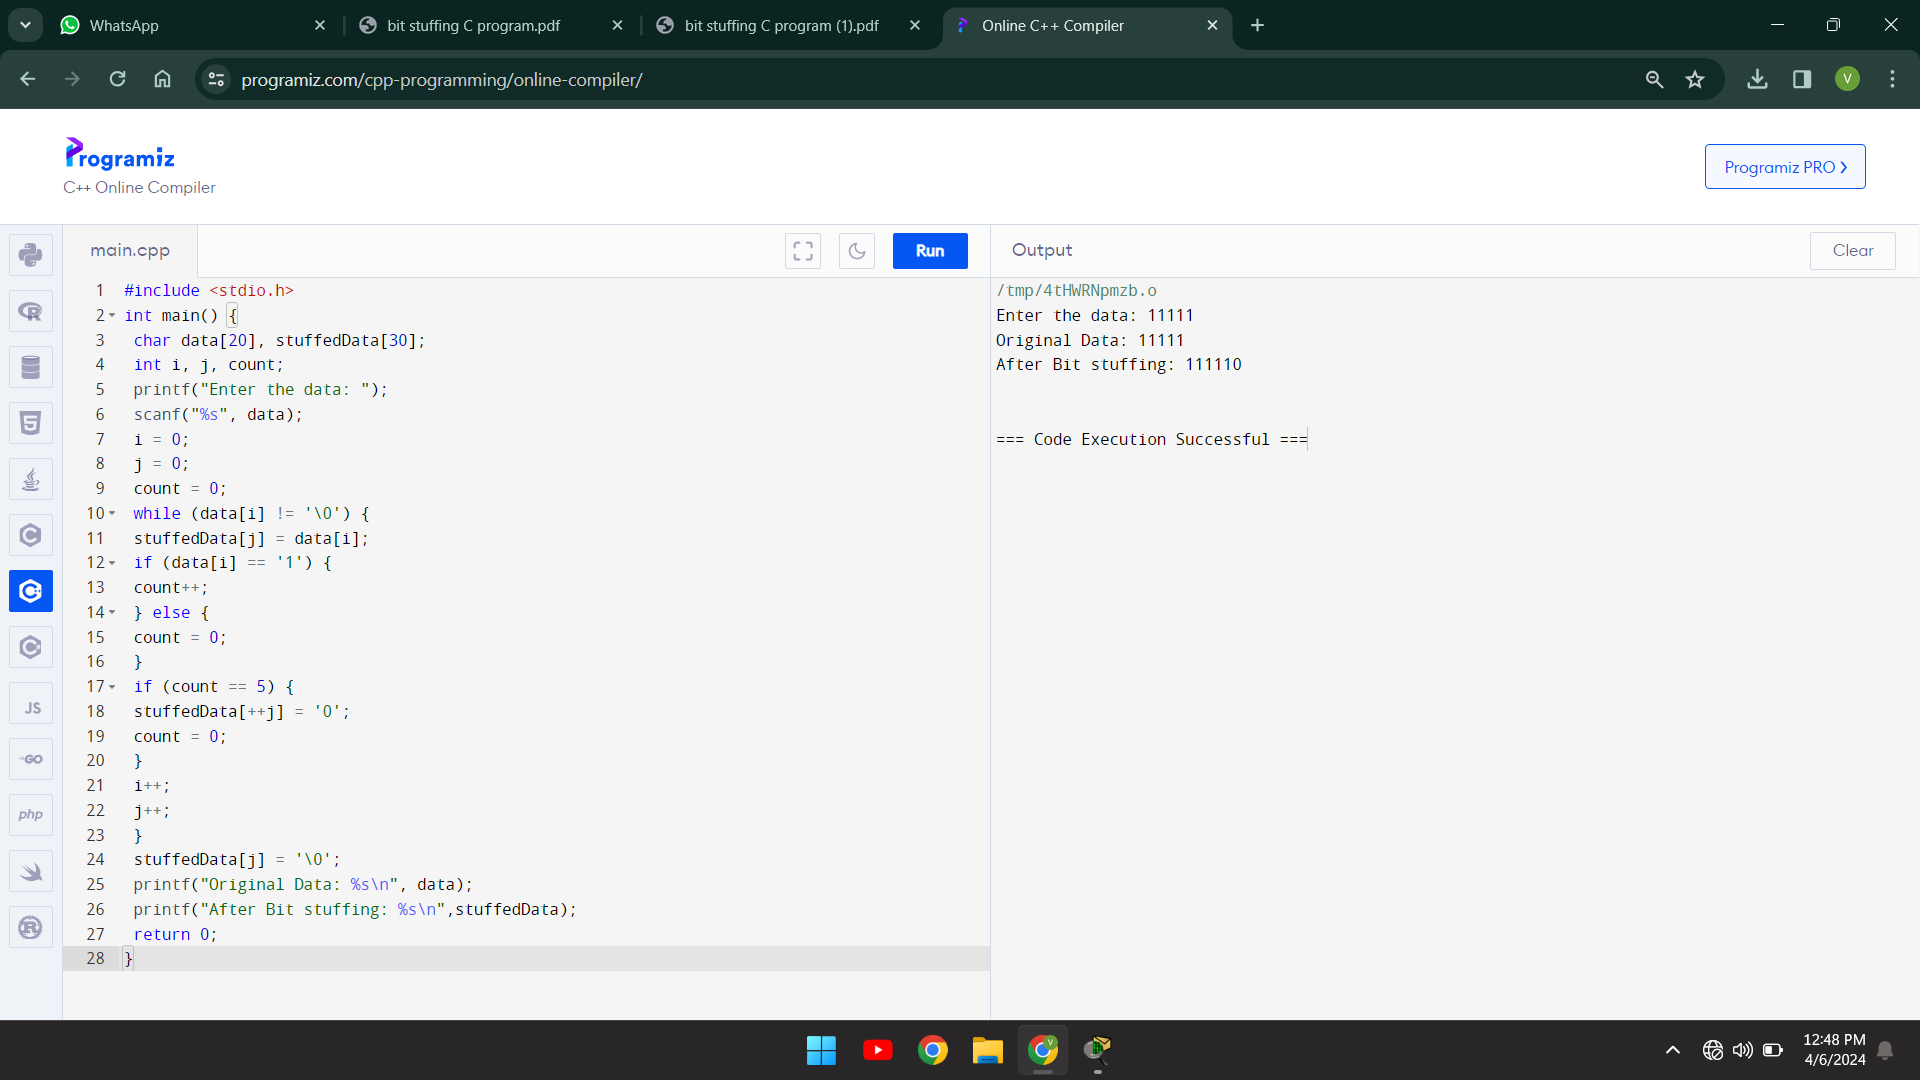 WhatsApp
bit stuffing C program.pdf
bit stuffing C program (1).pdf
Online C++ Compiler
programiz.com/cpp-programming/online-compiler/
V
Programiz
C++ Online Compiler
Programiz PRO
main.cpp
Run
Output
Clear
1 #include <stdio.h>
2 int main() {
3 char data[20], stuffedData[30];
4 int i, j, count;
5 printf("Enter the data: ");
6 scanf("%s", data);
7 i = 0;
8 j = 0;
9 count = 0;
10 while (data[i] != '\0') {
11 stuffedData[j] = data[i];
12 if (data[i] == '1') {
13 count++;
14 } else {
15 count = 0;
16 }
17 if (count == 5) {
18 stuffedData[++j] = '0';
19 count = 0;
20 }
21 i++;
22 j++;
23 }
24 stuffedData[j] = '\0';
25 printf("Original Data: %s\n", data);
26 printf("After Bit stuffing: %s\n",stuffedData);
27 return 0;
28 }
/tmp/4tHWRNpmzb.o
Enter the data: 11111
Original Data: 11111
After Bit stuffing: 111110
=== Code Execution Successful ===
JS
GO
php
12:48 PM
4/6/2024